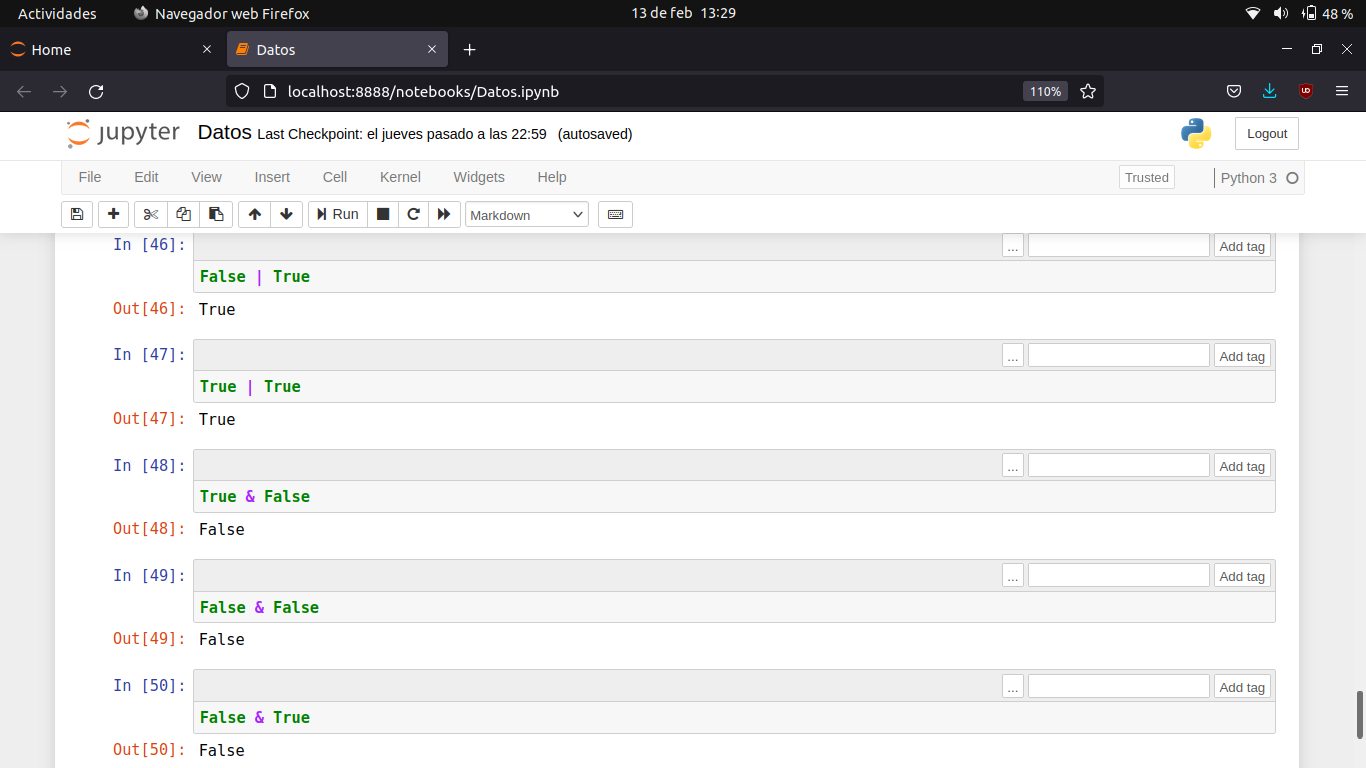 Actividades Navegador web Firefox 13 de feb 13:29 48 %
Home Datos
localhost:8888/notebooks/Datos.ipynb 110%
jupyter Datos Last Checkpoint: el jueves pasado a las 22:59 (autosaved) Logout
File Edit View Insert Cell Kernel Widgets Help Trusted Python 3
Run Markdown
In [46]: ... Add tag
False | True
Out[46]: True
In [47]: ... Add tag
True | True
Out[47]: True
In [48]: ... Add tag
True & False
Out[48]: False
In [49]: ... Add tag
False & False
Out[49]: False
In [50]: ... Add tag
False & True
Out[50]: False